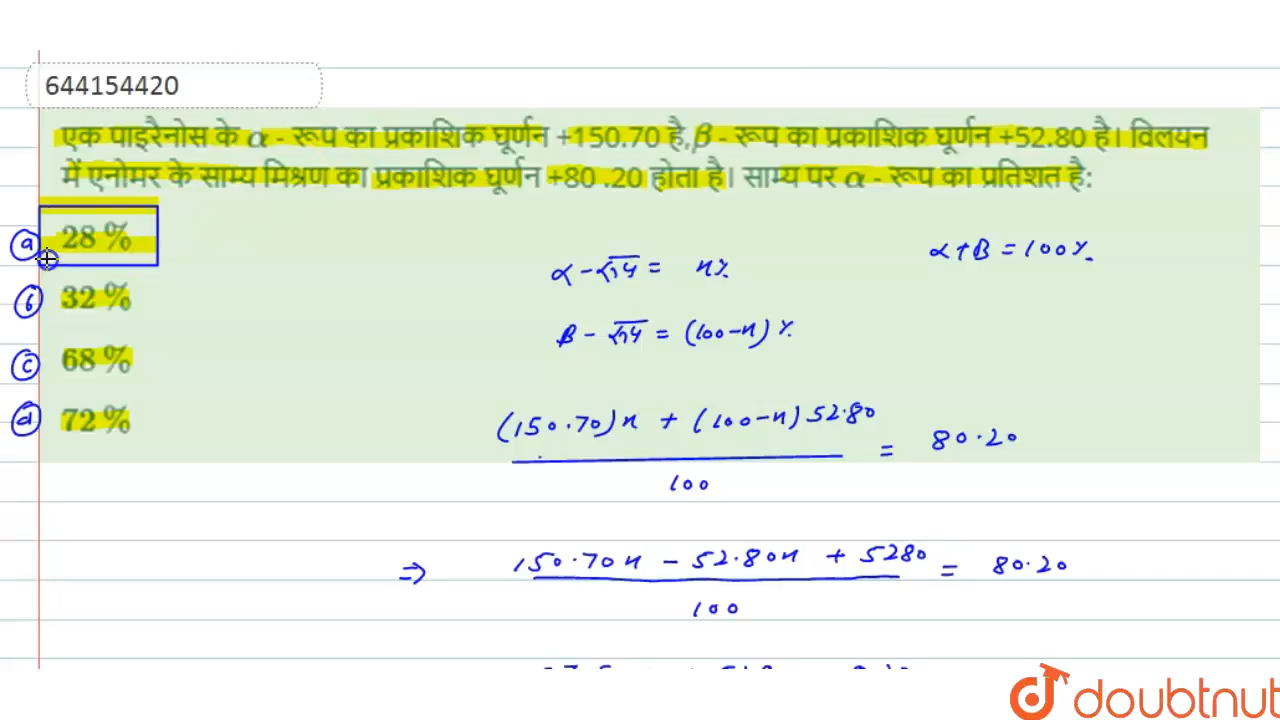 644154420
एक पाइरैनोस के α - रूप का प्रकाशिक घूर्णन +150.70 है, β - रूप का प्रकाशिक घूर्णन +52.80 है। विलयन
में एनोमर के साम्य मिश्रण का प्रकाशिक घूर्णन +80 .20 होता है। साम्य पर α - रूप का प्रतिशत है:
a 28 %
b 32 %
c 68 %
d 72 %
α + β = 100 %.
α - रूप = x %.
β - रूप = (100-x) %.
(150.70)x + (100-x) 52.80
= 80.20
100
⇒ 150.70x - 52.80x + 5280 = 80.20
100
doubtnut